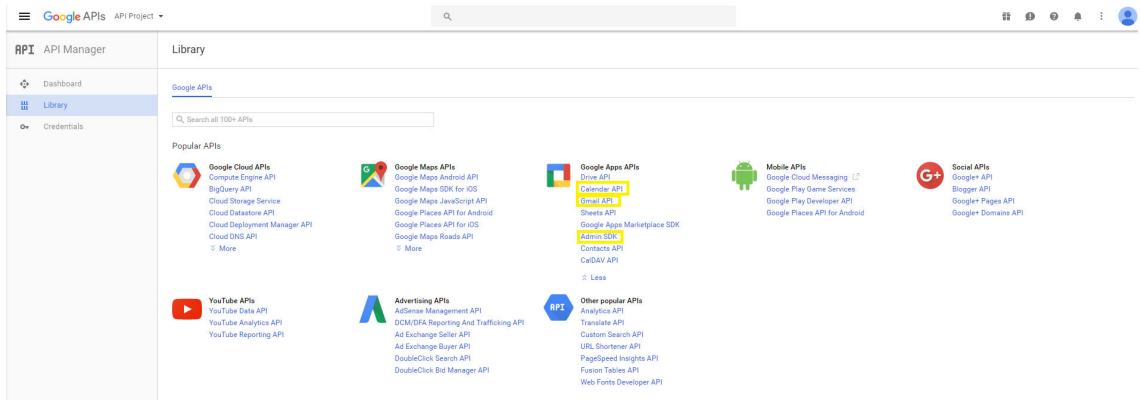 Google APIs API Project
API API Manager
Library
Dashboard
Library
Credentials
Google APIs
Search all 100+ APIs
Popular APIs
Google Cloud APIs
Compute Engine API
BigQuery API
Cloud Storage Service
Cloud Datastore API
Cloud Deployment Manager API
Cloud DNS API
More
Google Maps APIs
Google Maps Android API
Google Maps SDK for iOS
Google Maps JavaScript API
Google Places API for Android
Google Places API for iOS
Google Maps Roads API
More
Google Apps APIs
Drive API
Calendar API
Gmail API
Sheets API
Google Apps Marketplace SDK
Admin SDK
Contacts API
CalDAV API
Less
Mobile APIs
Google Cloud Messaging
Google Play Game Services
Google Play Developer API
Google Places API for Android
G+
Social APIs
Google+ API
Blogger API
Google+ Pages API
Google+ Domains API
YouTube APIs
YouTube Data API
YouTube Analytics API
YouTube Reporting API
Advertising APIs
AdSense Management API
DCM/DFA Reporting And Trafficking API
Ad Exchange Seller API
Ad Exchange Buyer API
DoubleClick Search API
DoubleClick Bid Manager API
API
Other popular APIs
Analytics API
Translate API
Custom Search API
URL Shortener API
PageSpeed Insights API
Fusion Tables API
Web Fonts Developer API